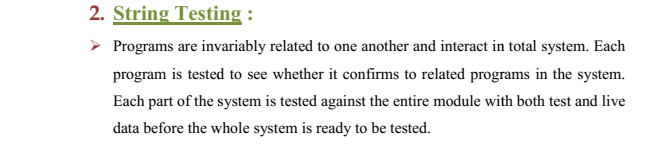 2. String Testing :
➢ Programs are invariably related to one another and interact in total system. Each
program is tested to see whether it confirms to related programs in the system.
Each part of the system is tested against the entire module with both test and live
data before the whole system is ready to be tested.